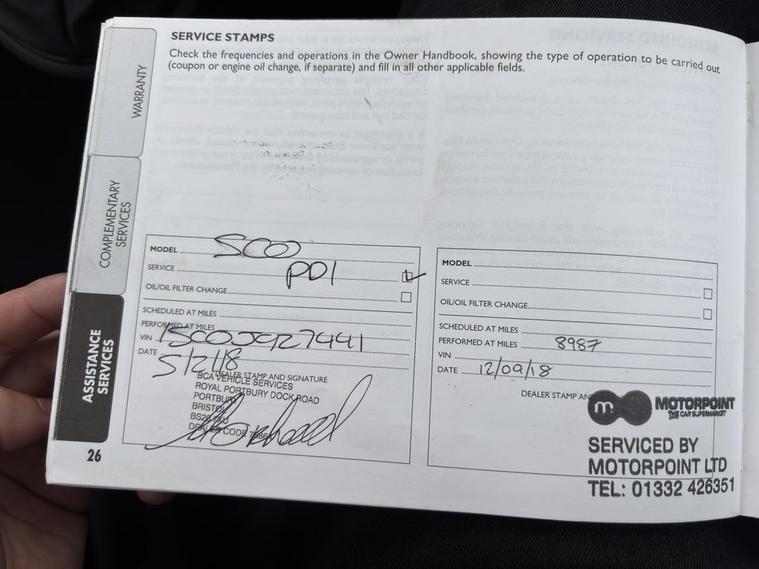 SERVICE STAMPS
Check the frequencies and operations in the Owner Handbook, showing the type of operation to be carried out
(coupon or engine oil change, if separate) and fill in all other applicable fields.
WARRANTY
COMPLEMENTARY
SERVICES
ASSISTANCE
SERVICES
26
MODEL 500
SERVICE PDI
OIL/OIL FILTER CHANGE
SCHEDULED AT MILES
PERFORMED AT MILES
VIN
DATE 5/2/18
DEALER STAMP AND SIGNATURE
BCA VEHICLE SERVICES
ROYAL PORTBURY DOCK ROAD
PORTBURY
BRISTOL
DEALER CODE
MODEL
SERVICE
OIL/OIL FILTER CHANGE
SCHEDULED AT MILES
PERFORMED AT MILES 8987
VIN
DATE 12/09/18
DEALER STAMP AN
m MOTORPOINT
THE CAR SUPERMARKET
SERVICED BY
MOTORPOINT LTD
TEL: 01332 426351